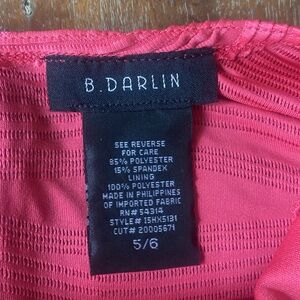 B.DARLIN
SEE REVERSE
FOR CARE
85% POLYESTER
15% SPANDEX
LINING
100% POLYESTER
MADE IN PHILIPPINES
OF IMPORTED FABRIC
RN# 54314
STYLE# 15HX5131
CUT# 20005671
5/6